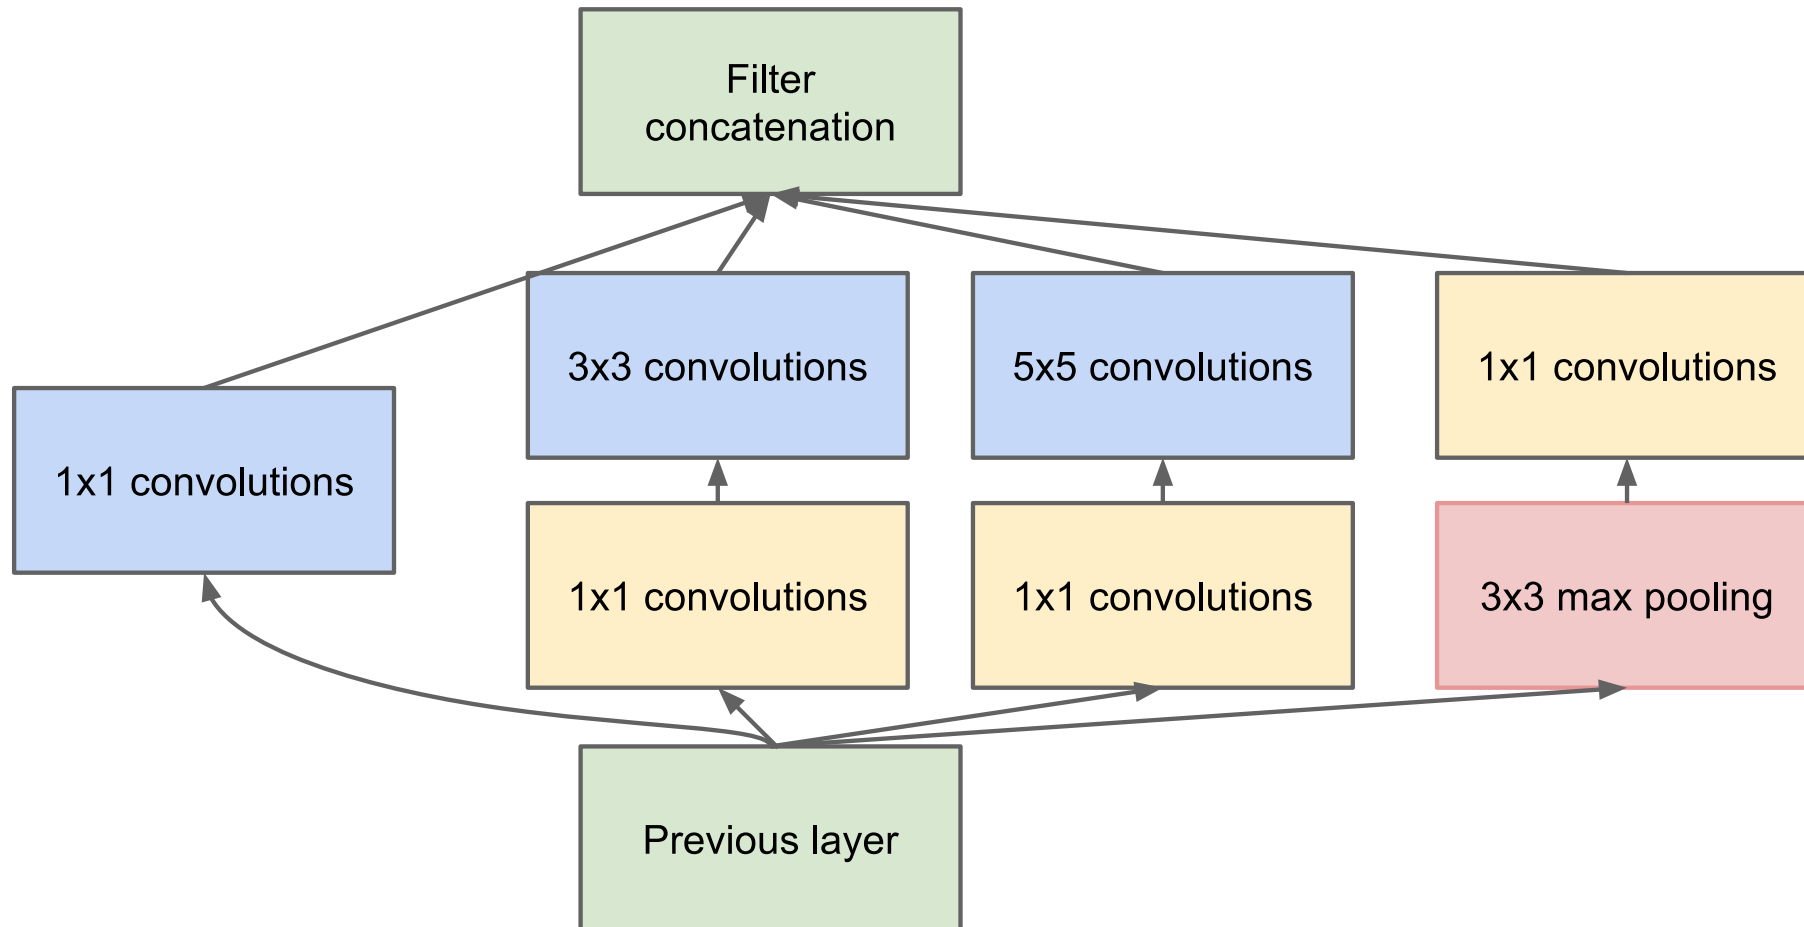 Filter
concatenation
3x3 convolutions
5x5 convolutions
1x1 convolutions
1x1 convolutions
1x1 convolutions
1x1 convolutions
3x3 max pooling
Previous layer